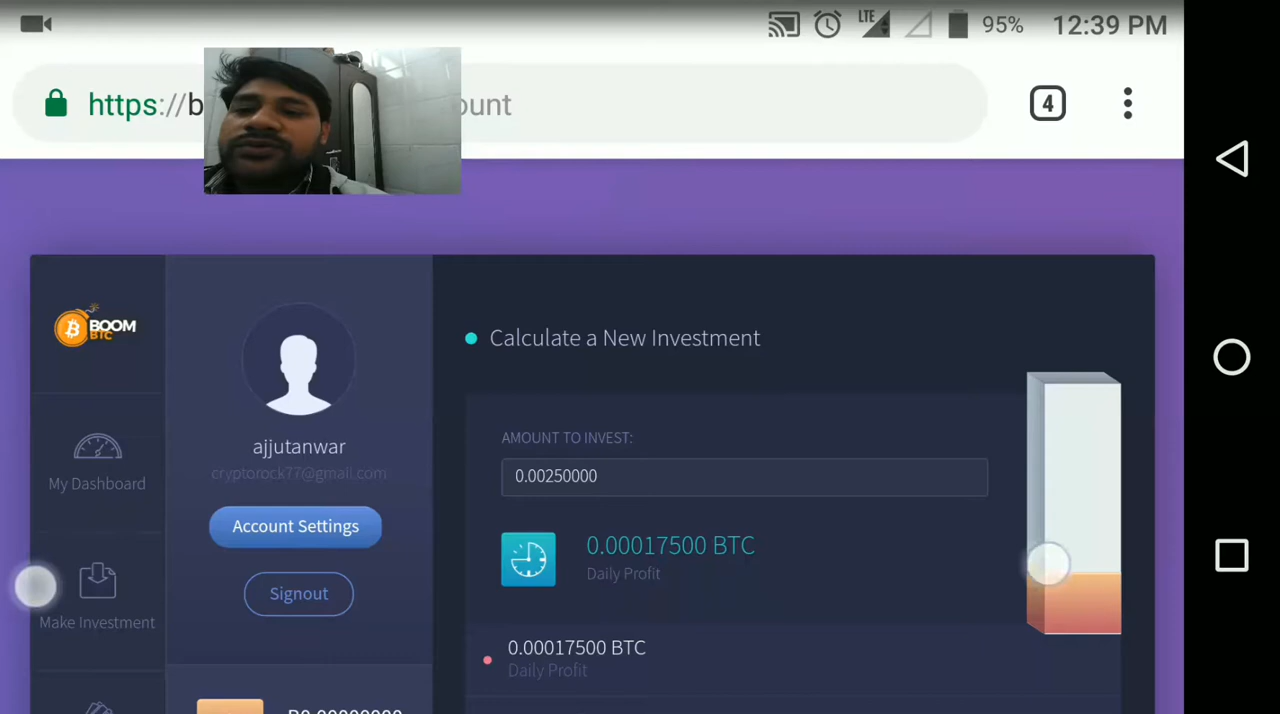 LTE 95% 12:39 PM
https://b ount 4
BOOM
BTC
Calculate a New Investment
AMOUNT TO INVEST:
0.00250000
ajjutanwar
cryptorock77@gmail.com
My Dashboard
Account Settings
0.00017500 BTC
Daily Profit
Signout
Make Investment
0.00017500 BTC
Daily Profit